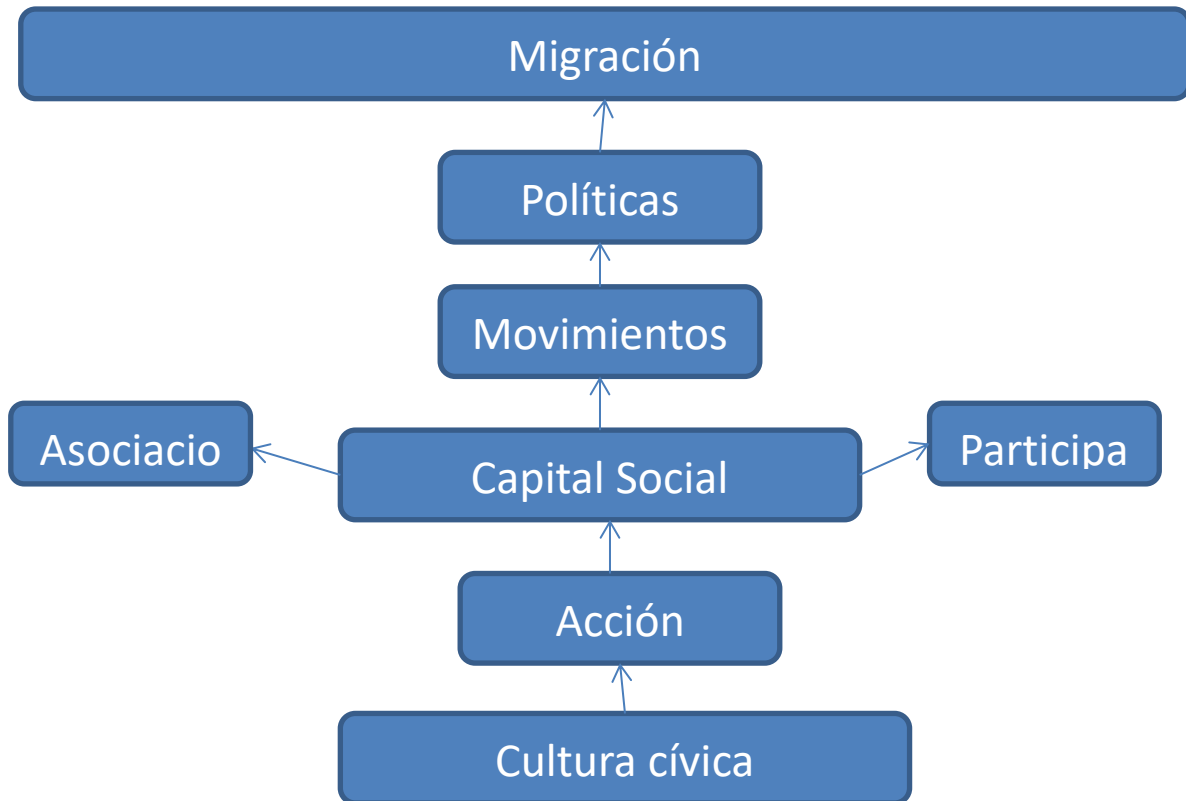 Migración
Políticas
Movimientos
Asociacio
Capital Social
Participa
Acción
Cultura cívica